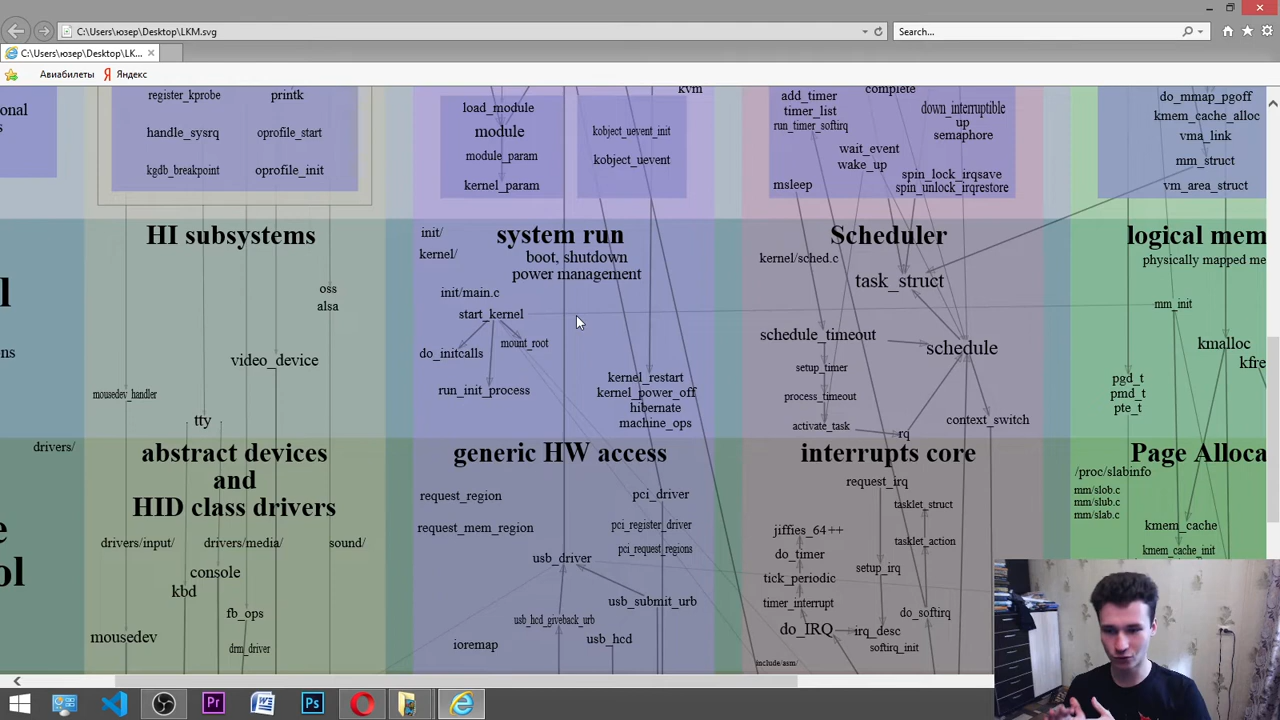 C:\Users\юзер\Desktop\LKM.svg
Search...
C:\Users\юзер\Desktop\LK...
Авиабилеты
Яндекс
onal
register_kprobe
printk
handle_sysrq
oprofile_start
kgdb_breakpoint
oprofile_init
load_module
module
module_param
kernel_param
kvm
kobject_uevent_init
kobject_uevent
add_timer
timer_list
run_timer_softirq
complete
down_interruptible
up
semaphore
wait_event
wake_up
spin_lock_irqsave
spin_unlock_irqrestore
msleep
do_mmap_pgoff
kmem_cache_alloc
vma_link
mm_struct
vm_area_struct
HI subsystems
oss
alsa
video_device
mousedev_handler
tty
init/
kernel/
system run
boot, shutdown
power management
init/main.c
start_kernel
mount_root
do_initcalls
run_init_process
kernel_restart
kernel_power_off
hibernate
machine_ops
Scheduler
kernel/sched.c
task_struct
schedule_timeout
schedule
setup_timer
process_timeout
activate_task
rq
context_switch
logical mem
physically mapped me
mm_init
kmalloc
kfre
pgd_t
pmd_t
pte_t
ns
drivers/
ol
abstract devices
and
HID class drivers
drivers/input/
drivers/media/
sound/
console
kbd
fb_ops
mousedev
drm_driver
generic HW access
request_region
pci_driver
request_mem_region
pci_register_driver
pci_request_regions
usb_driver
usb_submit_urb
usb_hcd_giveback_urb
usb_hcd
ioremap
interrupts core
request_irq
tasklet_struct
jiffies_64++
do_timer
tasklet_action
tick_periodic
setup_irq
timer_interrupt
do_softirq
do_IRQ
irq_desc
softirq_init
include/asm/
Page Alloca
/proc/slabinfo
mm/slob.c
mm/slub.c
mm/slab.c
kmem_cache
kmem_cache_init
Pr
Ps